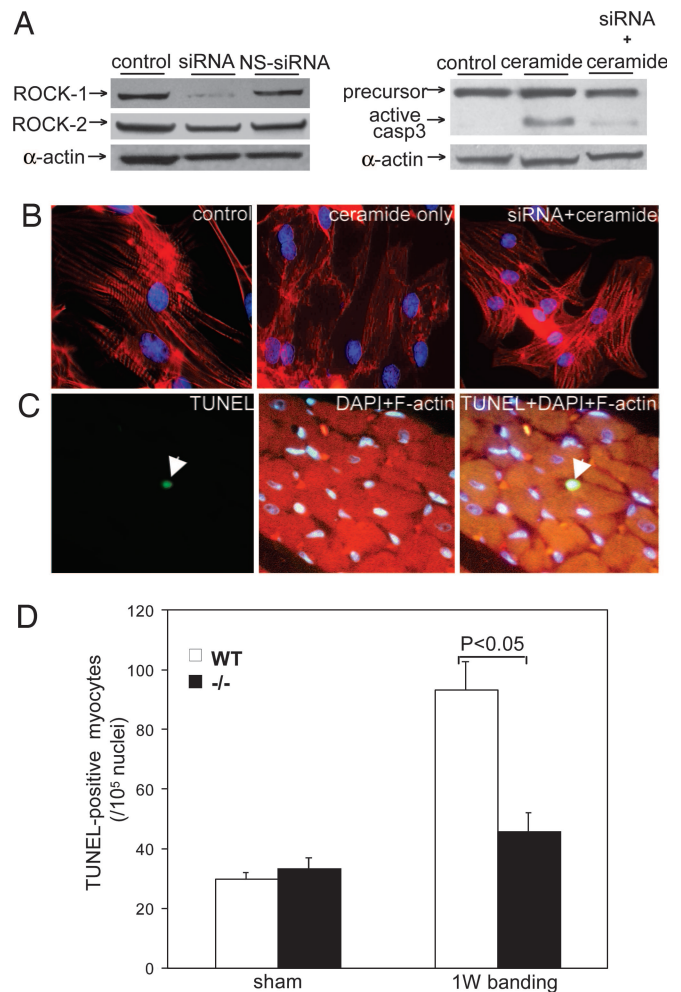 A
control siRNA NS-siRNA
ROCK-1→
ROCK-2→
α-actin→
siRNA
+
control ceramide ceramide
precursor→
active
casp3→
α-actin→
B
control
ceramide only
siRNA+ceramide
C
TUNEL
DAPI+F-actin
TUNEL+DAPI+F-actin
D
TUNEL-positive myocytes
(/10⁵ nuclei)
120
100
80
60
40
20
0
WT
-/-
P<0.05
sham
1W banding